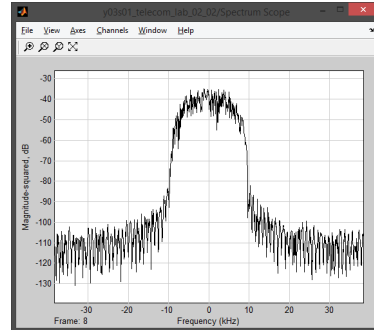 y03s01_telecom_lab_02_02/Spectrum Scope
File View Axes Channels Window Help
Magnitude-squared, dB
-30
-40
-50
-60
-70
-80
-90
-100
-110
-120
-130
-30 -20 -10 0 10 20 30
Frame: 8 Frequency (kHz)